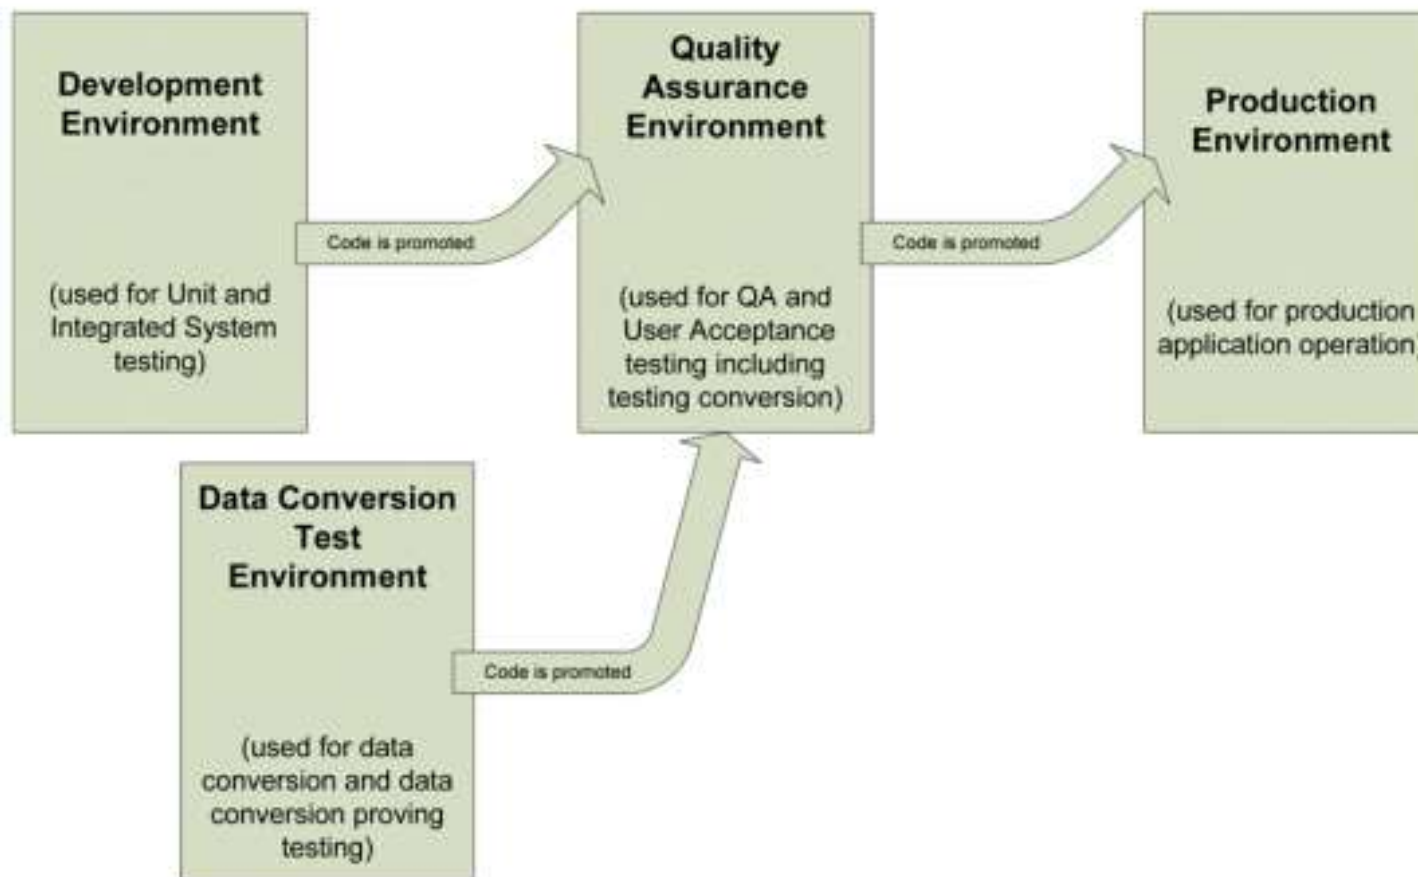 Development
Environment
(used for Unit and
Integrated System
testing)
Code is promoted
Quality
Assurance
Environment
(used for QA and
User Acceptance
testing including
testing conversion)
Code is promoted
Production
Environment
(used for production
application operation
Data Conversion
Test
Environment
(used for data
conversion and data
conversion proving
testing)
Code is promoted